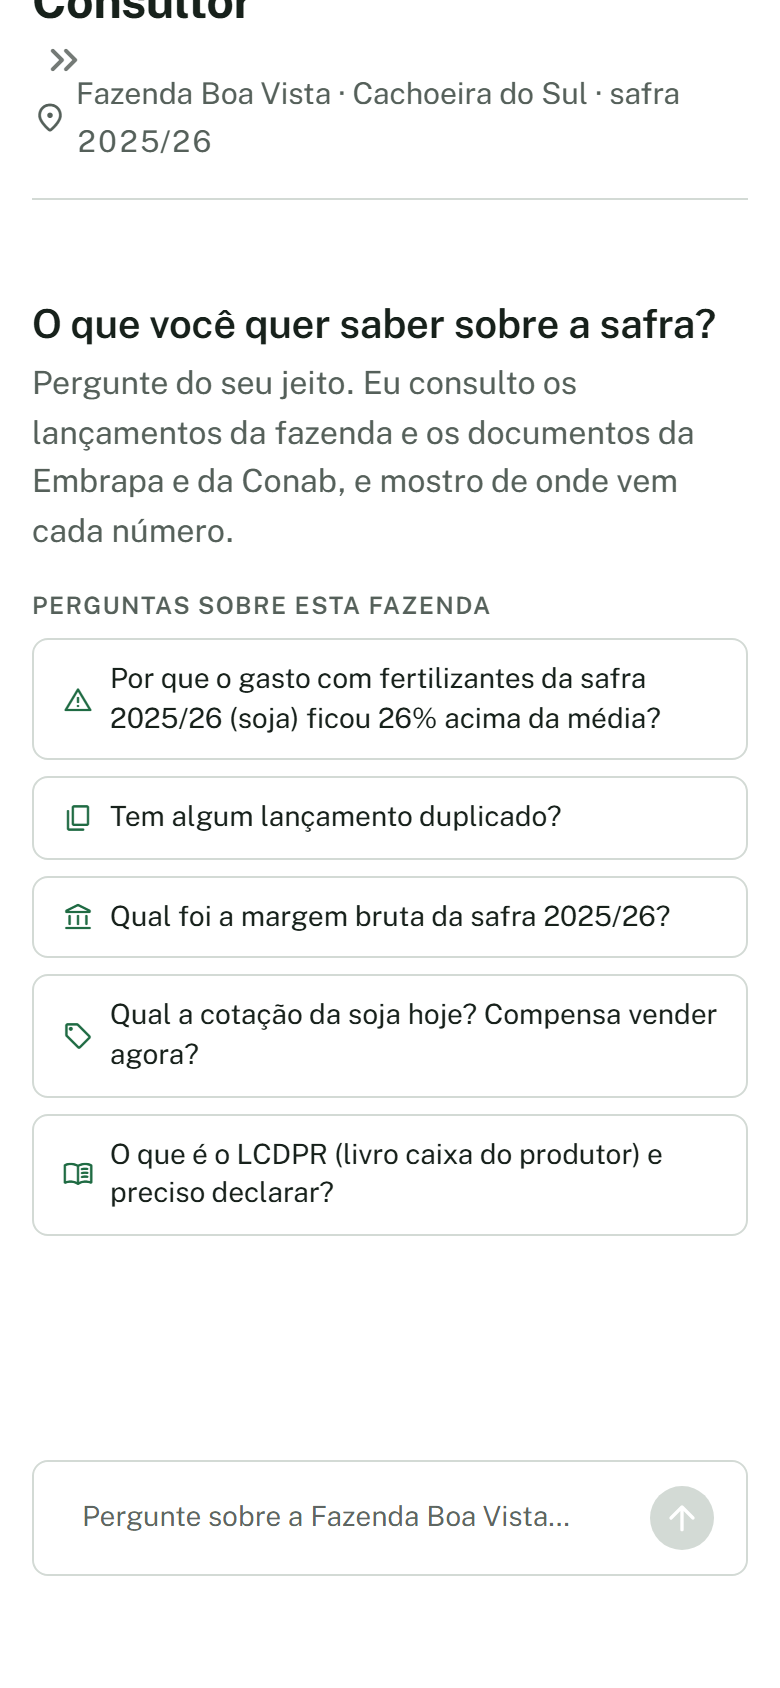 Consultor
Fazenda Boa Vista · Cachoeira do Sul · safra
2025/26
O que você quer saber sobre a safra?
Pergunte do seu jeito. Eu consulto os
lançamentos da fazenda e os documentos da
Embrapa e da Conab, e mostro de onde vem
cada número.
PERGUNTAS SOBRE ESTA FAZENDA
Por que o gasto com fertilizantes da safra
2025/26 (soja) ficou 26% acima da média?
Tem algum lançamento duplicado?
Qual foi a margem bruta da safra 2025/26?
Qual a cotação da soja hoje? Compensa vender
agora?
O que é o LCDPR (livro caixa do produtor) e
preciso declarar?
Pergunte sobre a Fazenda Boa Vista...